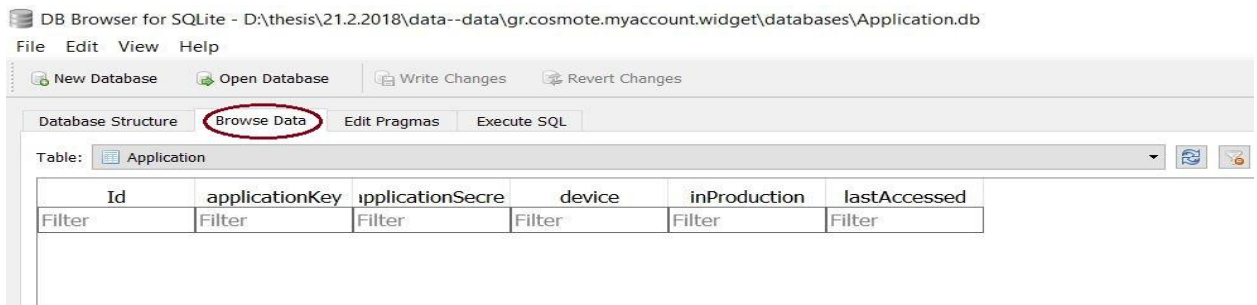 DB Browser for SQLite - D:\thesis\21.2.2018\data--data\gr.cosmote.myaccount.widget\databases\Application.db
File Edit View Help
New Database Open Database Write Changes Revert Changes
Database Structure Browse Data Edit Pragmas Execute SQL
Table: Application
Id applicationKey applicationSecre device inProduction lastAccessed
Filter Filter Filter Filter Filter Filter